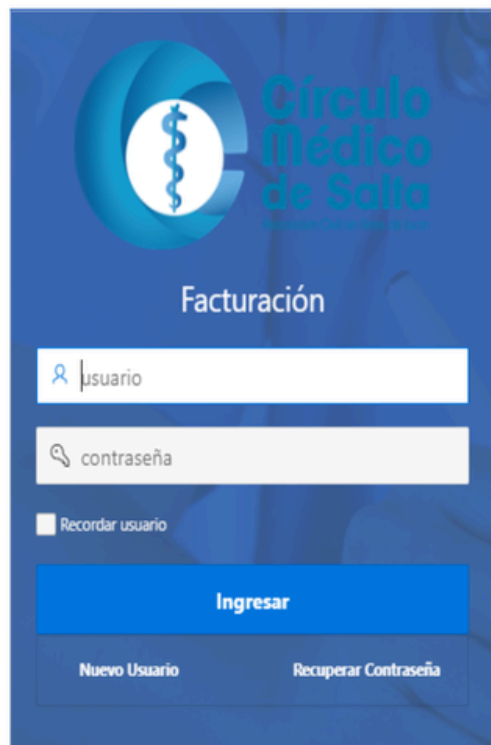 Círculo
Médico
de Salta
Facturación
usuario
contraseña
Recordar usuario
Ingresar
Nuevo Usuario Recuperar Contraseña